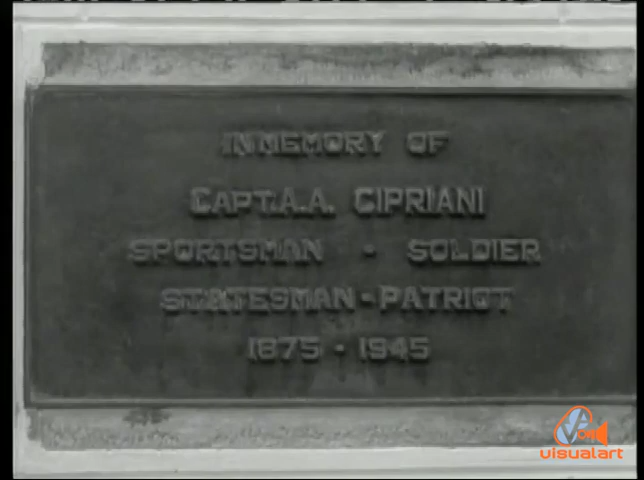 IN MEMORY OF
CAPT. A.A. CIPRIANI
SPORTSMAN - SOLDIER
STATESMAN - PATRIOT
1875 - 1945
visualart